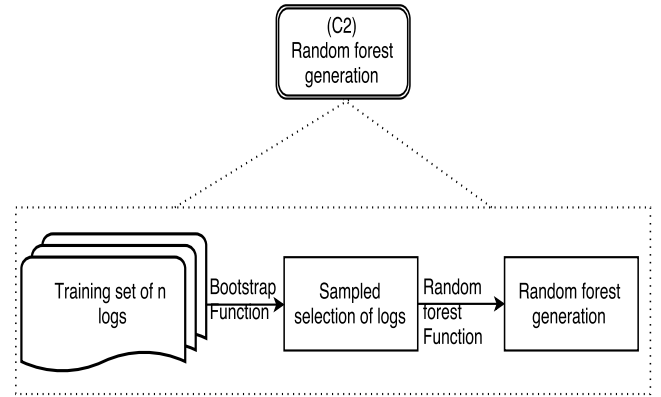 (C2)
Random forest
generation
Training set of n
logs
Bootstrap
Function
Sampled
selection of logs
Random
forest
Function
Random forest
generation